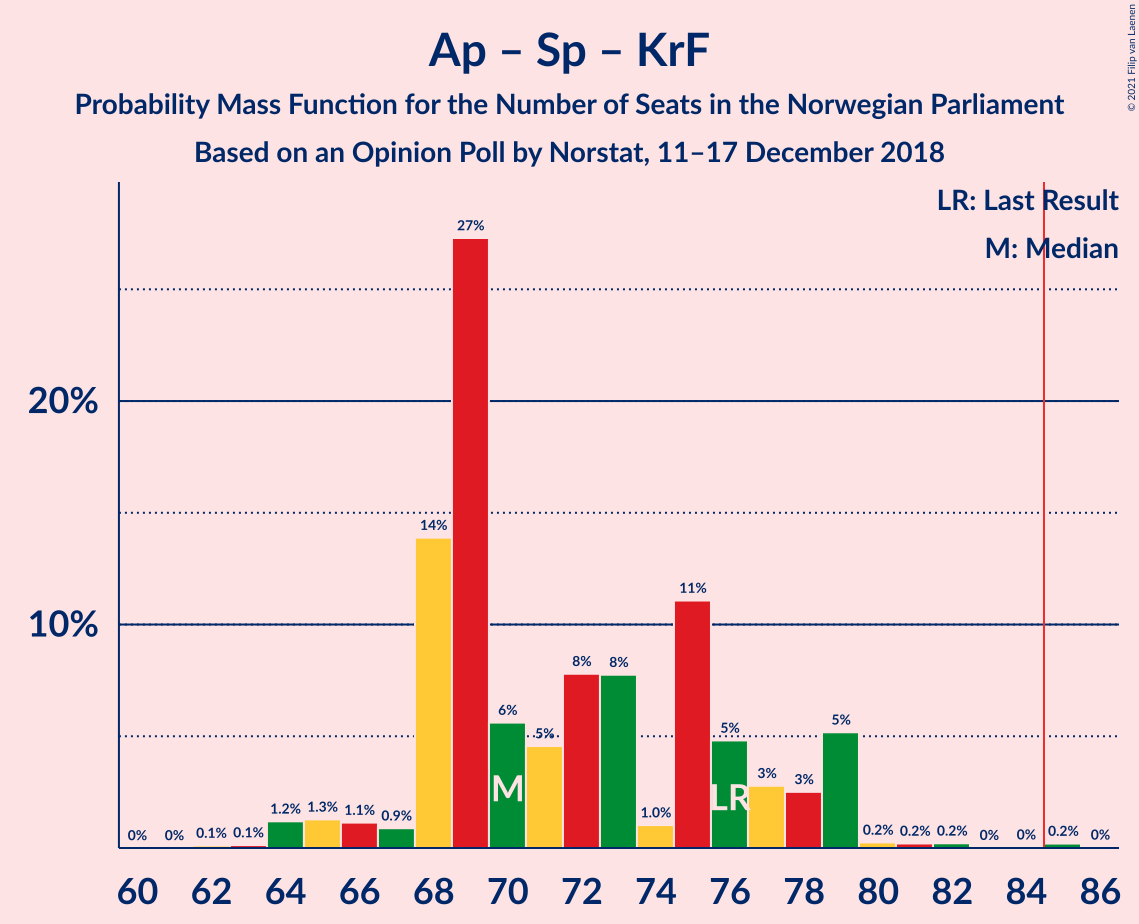 Ap – Sp – KrF
Probability Mass Function for the Number of Seats in the Norwegian Parliament
Based on an Opinion Poll by Norstat, 11–17 December 2018
© 2021 Filip van Laenen
LR: Last Result
M: Median
20%
10%
0% 0% 0.1% 0.1% 1.2% 1.3% 1.1% 0.9% 14% 27% 6% 5% 8% 8% 1.0% 11% 5% 3% 3% 5% 0.2% 0.2% 0.2% 0% 0% 0.2% 0%
M LR
60 62 64 66 68 70 72 74 76 78 80 82 84 86